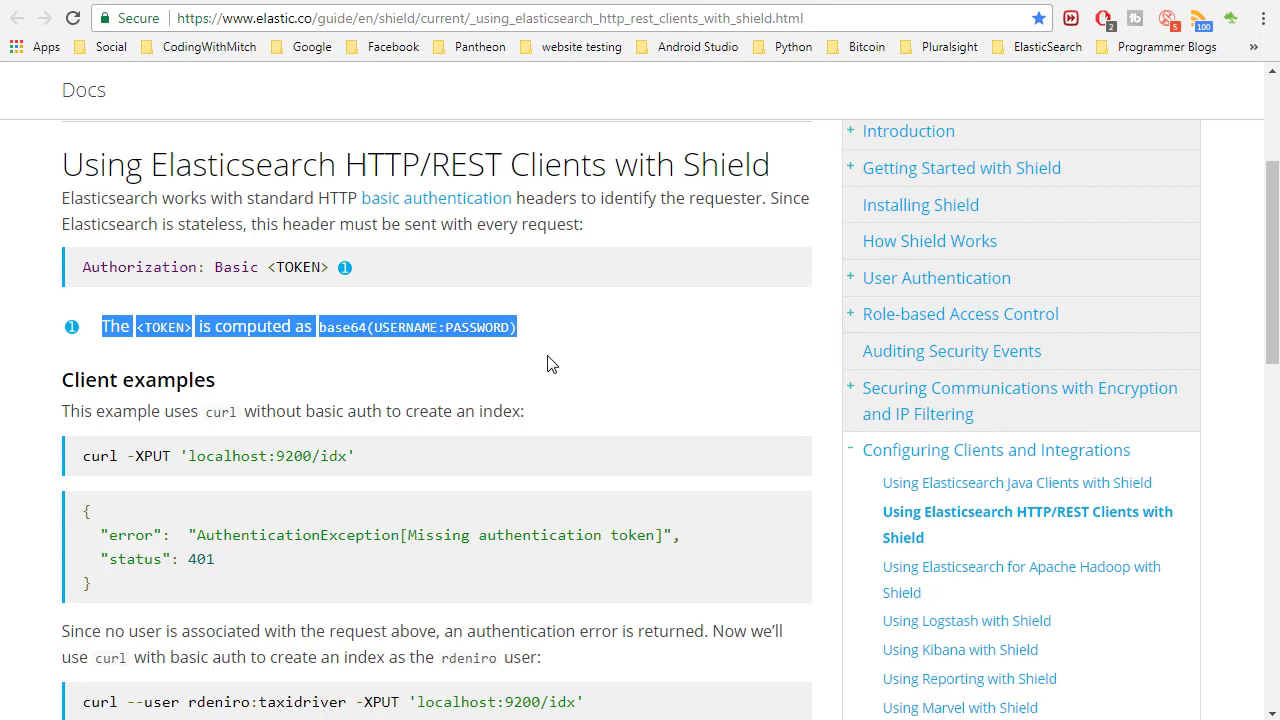 Secure https://www.elastic.co/guide/en/shield/current/_using_elasticsearch_http_rest_clients_with_shield.html
2 tb 5 100
Apps Social CodingWithMitch Google Facebook Pantheon website testing Android Studio Python Bitcoin Pluralsight ElasticSearch Programmer Blogs »
Docs
Using Elasticsearch HTTP/REST Clients with Shield
Elasticsearch works with standard HTTP basic authentication headers to identify the requester. Since
Elasticsearch is stateless, this header must be sent with every request:
Authorization: Basic <TOKEN> 1
1 The <TOKEN> is computed as base64(USERNAME:PASSWORD)
Client examples
This example uses curl without basic auth to create an index:
curl -XPUT 'localhost:9200/idx'
{
"error": "AuthenticationException[Missing authentication token]",
"status": 401
}
Since no user is associated with the request above, an authentication error is returned. Now we'll
use curl with basic auth to create an index as the rdeniro user:
curl --user rdeniro:taxidriver -XPUT 'localhost:9200/idx'
+ Introduction
+ Getting Started with Shield
Installing Shield
How Shield Works
+ User Authentication
+ Role-based Access Control
Auditing Security Events
+ Securing Communications with Encryption
and IP Filtering
- Configuring Clients and Integrations
Using Elasticsearch Java Clients with Shield
Using Elasticsearch HTTP/REST Clients with
Shield
Using Elasticsearch for Apache Hadoop with
Shield
Using Logstash with Shield
Using Kibana with Shield
Using Reporting with Shield
Using Marvel with Shield